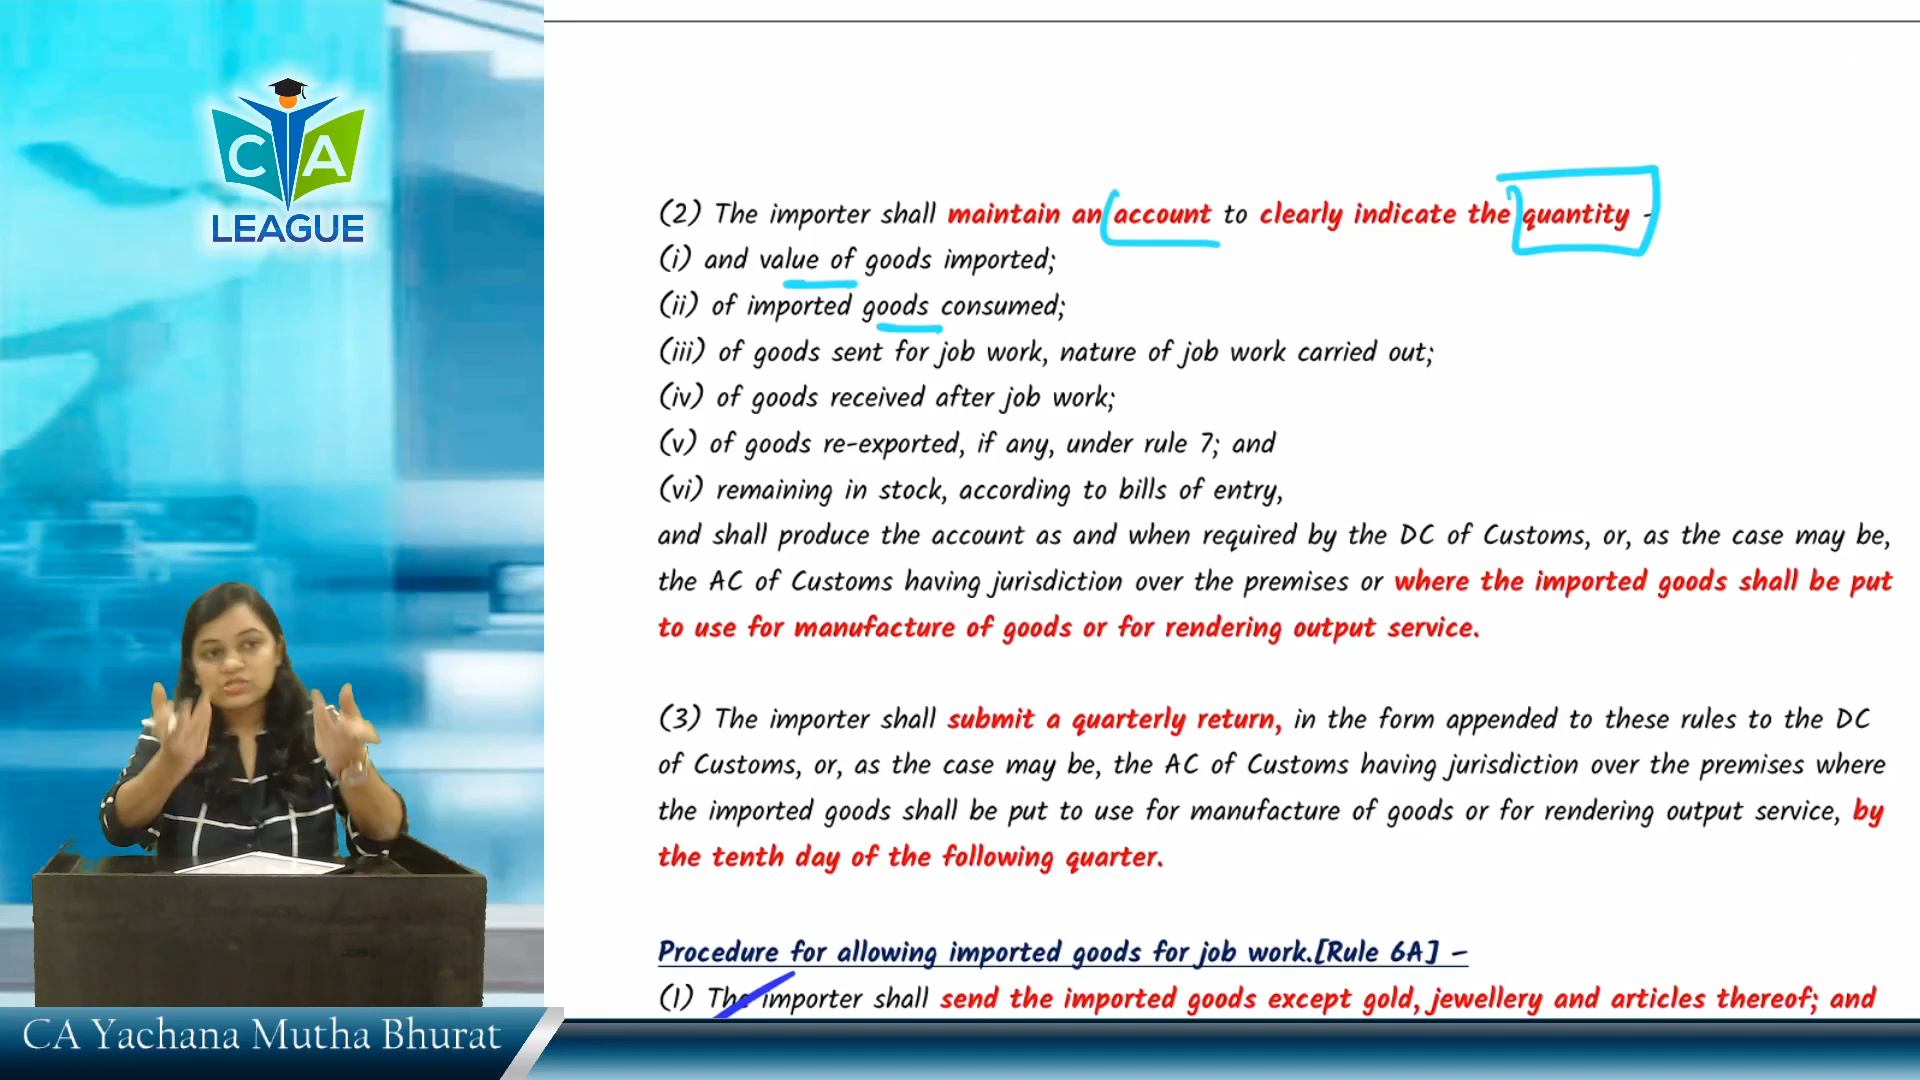 CA
LEAGUE
(2) The importer shall maintain an account to clearly indicate the quantity -
(i) and value of goods imported;
(ii) of imported goods consumed;
(iii) of goods sent for job work, nature of job work carried out;
(iv) of goods received after job work;
(v) of goods re-exported, if any, under rule 7; and
(vi) remaining in stock, according to bills of entry,
and shall produce the account as and when required by the DC of Customs, or, as the case may be,
the AC of Customs having jurisdiction over the premises or where the imported goods shall be put
to use for manufacture of goods or for rendering output service.
(3) The importer shall submit a quarterly return, in the form appended to these rules to the DC
of Customs, or, as the case may be, the AC of Customs having jurisdiction over the premises where
the imported goods shall be put to use for manufacture of goods or for rendering output service, by
the tenth day of the following quarter.
Procedure for allowing imported goods for job work.[Rule 6A] –
(1) The importer shall send the imported goods except gold, jewellery and articles thereof; and
CA Yachana Mutha Bhurat